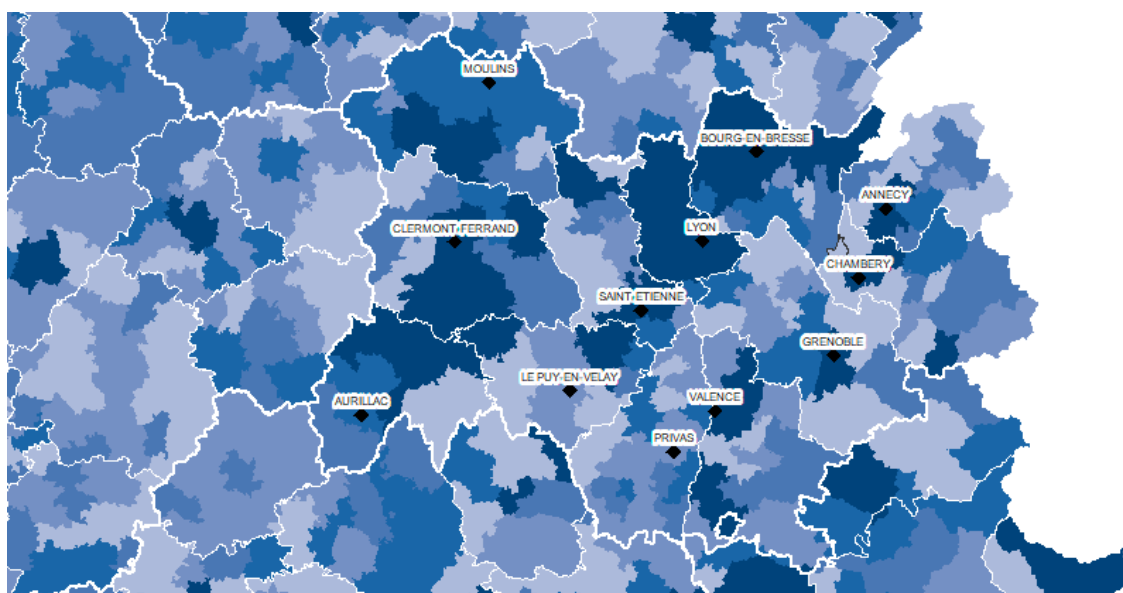 MOULINS
BOURG-EN-BRESSE
ANNECY
CLERMONT-FERRAND
LYON
CHAMBERY
SAINT-ETIENNE
GRENOBLE
LE PUY-EN-VELAY
AURILLAC
VALENCE
PRIVAS